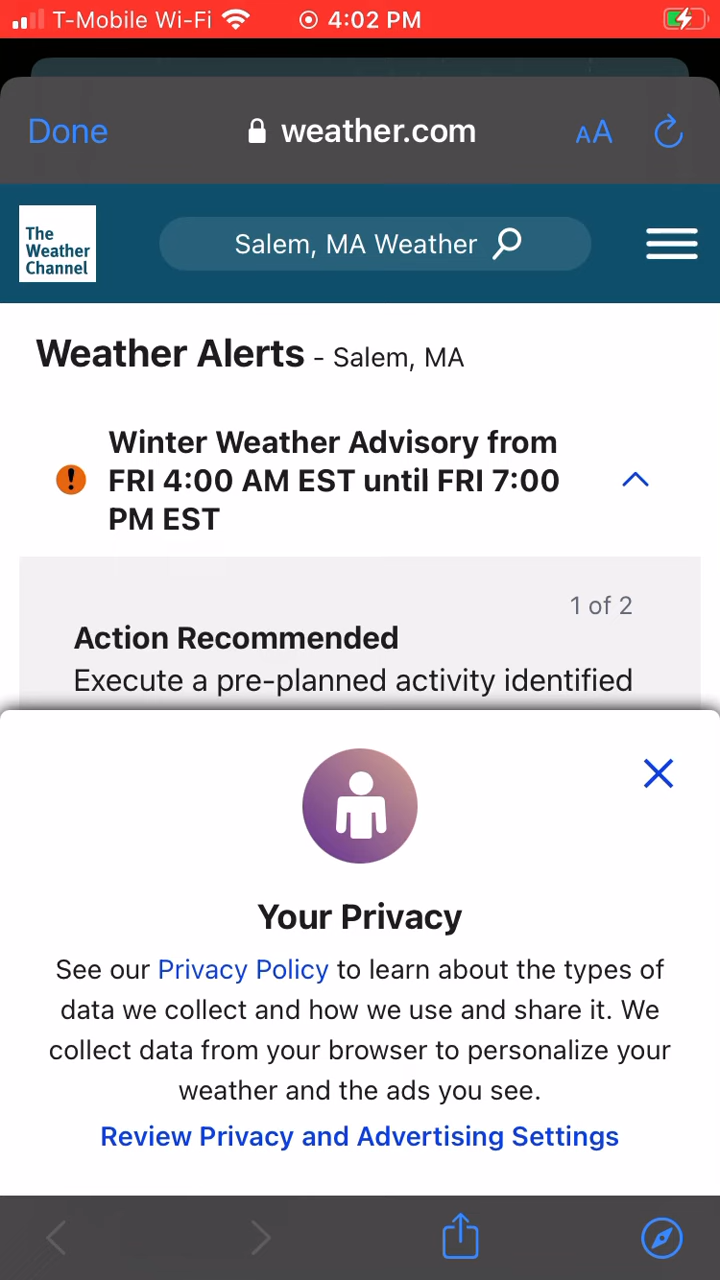 T-Mobile Wi-Fi 4:02 PM
Done weather.com AA
The
Weather
Channel
Salem, MA Weather
Weather Alerts - Salem, MA
Winter Weather Advisory from
FRI 4:00 AM EST until FRI 7:00
PM EST
1 of 2
Action Recommended
Execute a pre-planned activity identified
Your Privacy
See our Privacy Policy to learn about the types of
data we collect and how we use and share it. We
collect data from your browser to personalize your
weather and the ads you see.
Review Privacy and Advertising Settings